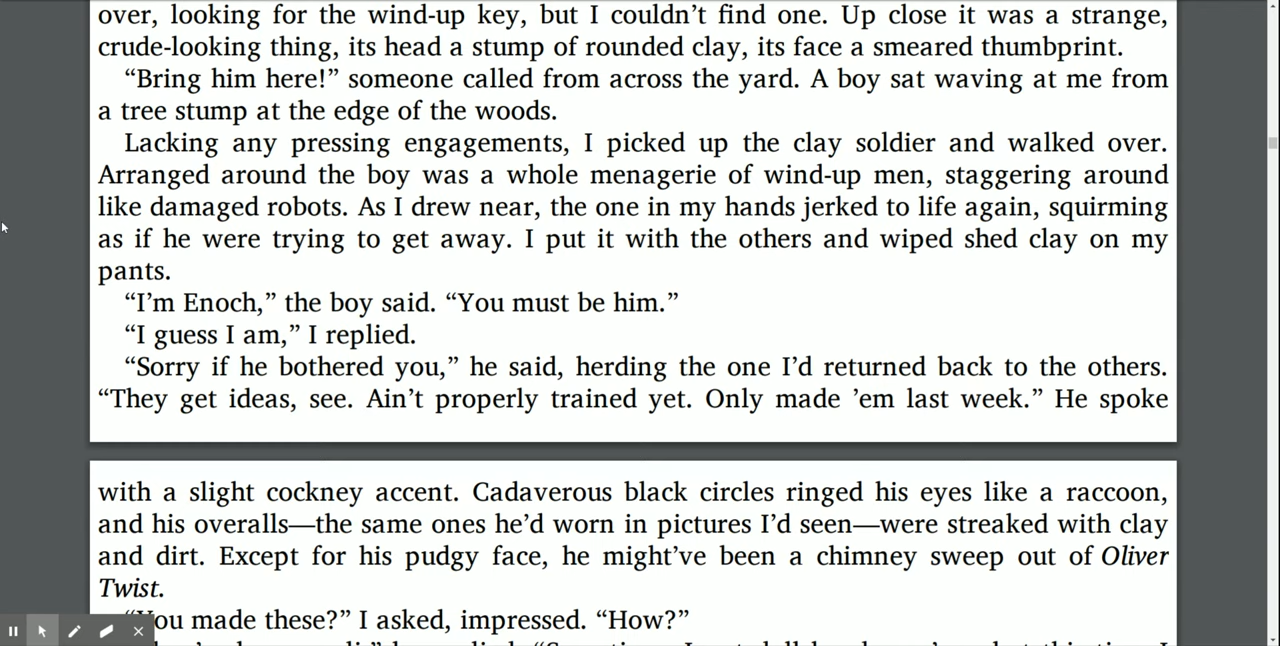 over, looking for the wind-up key, but I couldn’t find one. Up close it was a strange,
crude-looking thing, its head a stump of rounded clay, its face a smeared thumbprint.
“Bring him here!” someone called from across the yard. A boy sat waving at me from
a tree stump at the edge of the woods.
Lacking any pressing engagements, I picked up the clay soldier and walked over.
Arranged around the boy was a whole menagerie of wind-up men, staggering around
like damaged robots. As I drew near, the one in my hands jerked to life again, squirming
as if he were trying to get away. I put it with the others and wiped shed clay on my
pants.
“I’m Enoch,” the boy said. “You must be him.”
“I guess I am,” I replied.
“Sorry if he bothered you,” he said, herding the one I’d returned back to the others.
“They get ideas, see. Ain’t properly trained yet. Only made ’em last week.” He spoke
with a slight cockney accent. Cadaverous black circles ringed his eyes like a raccoon,
and his overalls—the same ones he’d worn in pictures I’d seen—were streaked with clay
and dirt. Except for his pudgy face, he might’ve been a chimney sweep out of Oliver
Twist.
“You made these?” I asked, impressed. “How?”